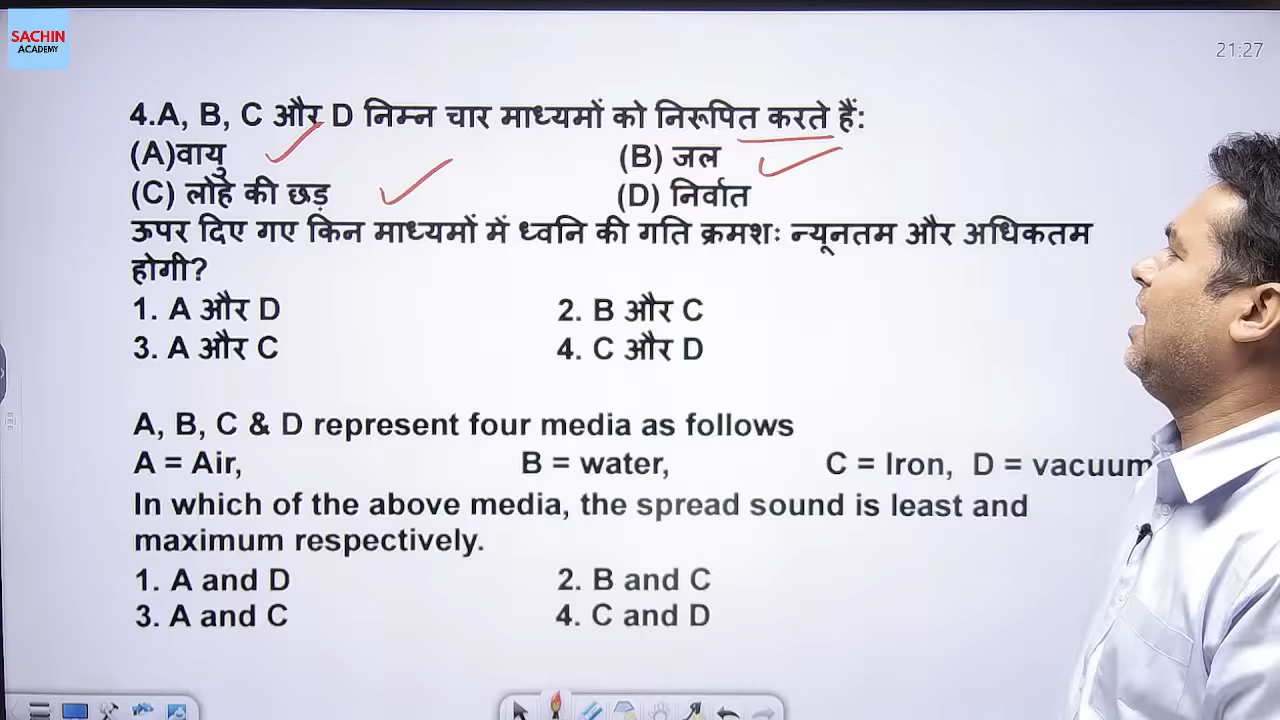 SACHIN
ACADEMY
21:27
4.A, B, C और D निम्न चार माध्यमों को निरूपित करते हैं:
(A)वायु (B) जल
(C) लोहे की छड़ (D) निर्वात
ऊपर दिए गए किन माध्यमों में ध्वनि की गति क्रमशः न्यूनतम और अधिकतम
होगी?
1. A और D 2. B और C
3. A और C 4. C और D
A, B, C & D represent four media as follows
A = Air, B = water, C = Iron, D = vacuum
In which of the above media, the spread sound is least and
maximum respectively.
1. A and D 2. B and C
3. A and C 4. C and D